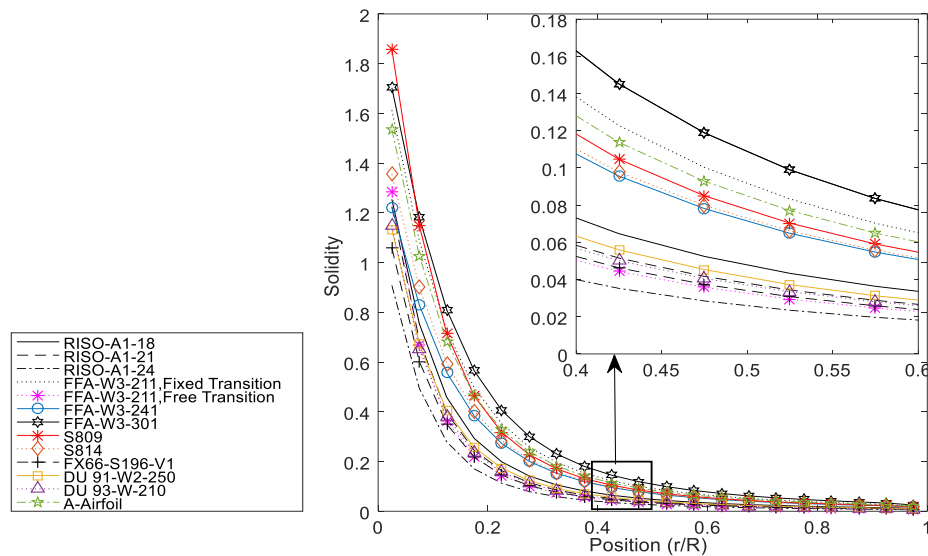 RISO-A1-18
RISO-A1-21
RISO-A1-24
FFA-W3-211,Fixed Transition
FFA-W3-211,Free Transition
FFA-W3-241
FFA-W3-301
S809
S814
FX66-S196-V1
DU 91-W2-250
DU 93-W-210
A-Airfoil
Solidity
2
1.8
1.6
1.4
1.2
1
0.8
0.6
0.4
0.2
0
0 0.2 0.4 0.6 0.8 1
Position (r/R)
0.18
0.16
0.14
0.12
0.1
0.08
0.06
0.04
0.02
0
0.4 0.45 0.5 0.55 0.6